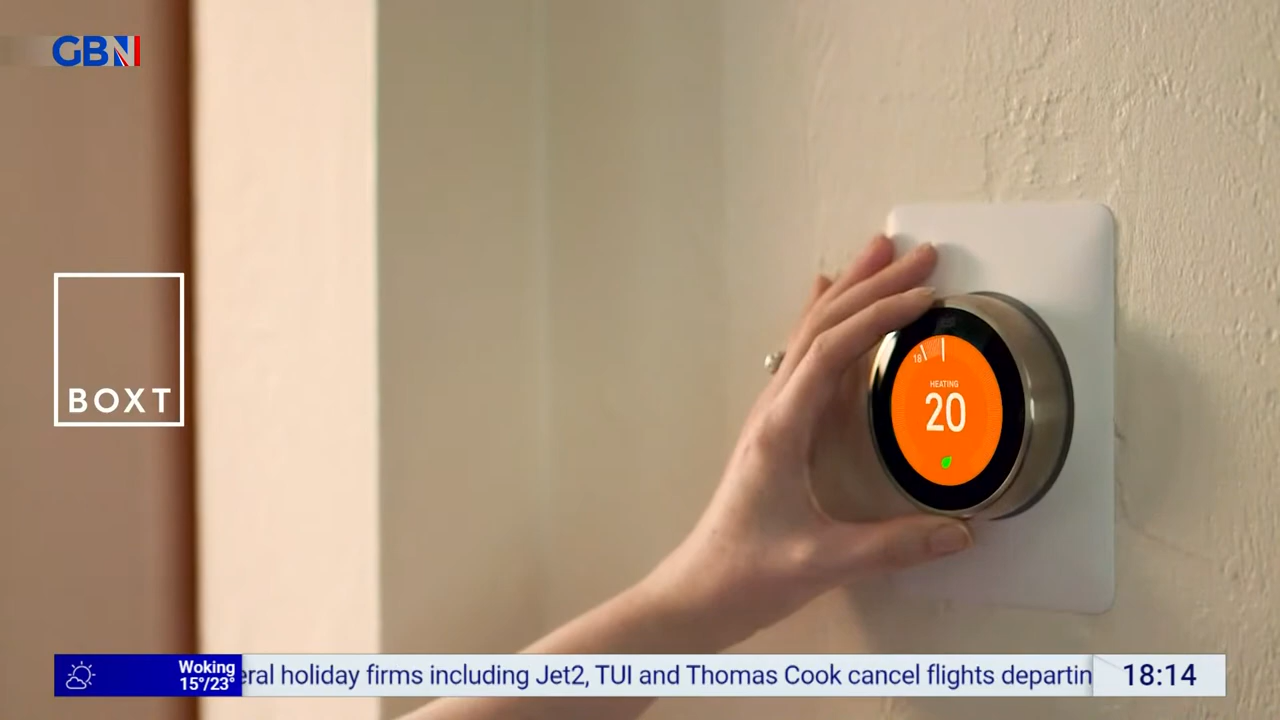 GBN
BOXT
18
HEATING
20
Woking
15°/23°
eral holiday firms including Jet2, TUI and Thomas Cook cancel flights departin
18:14